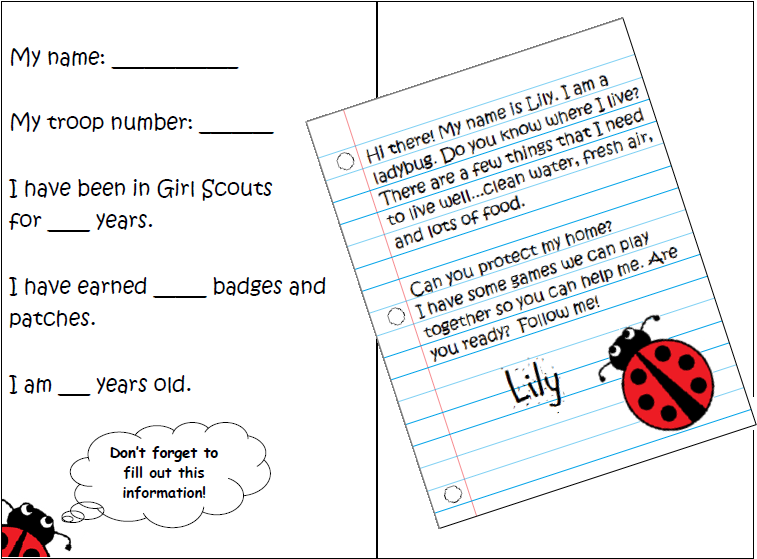 My name: ____________
My troop number: _______
I have been in Girl Scouts
for ____ years.
I have earned _____ badges and
patches.
I am ___ years old.
Don't forget to
fill out this
information!
Hi there! My name is Lily. I am a
ladybug. Do you know where I live?
There are a few things that I need
to live well...clean water, fresh air,
and lots of food.
Can you protect my home?
I have some games we can play
together so you can help me. Are
you ready? Follow me!
Lily